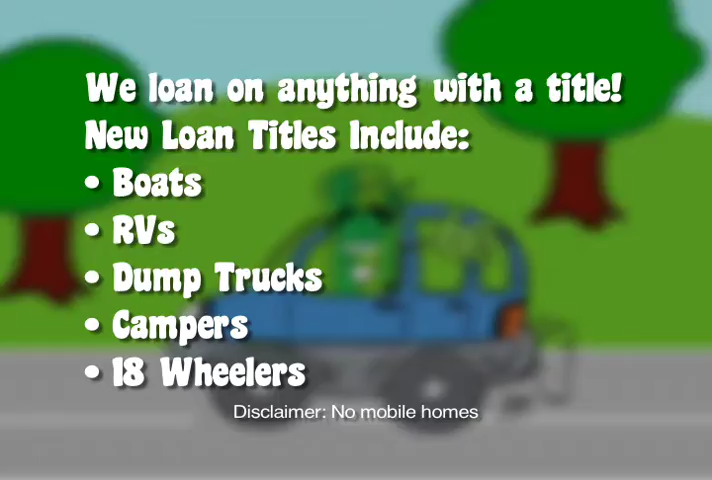 We loan on anything with a title!
New Loan Titles Include:
• Boats
• RVs
• Dump Trucks
• Campers
• 18 Wheelers
Disclaimer: No mobile homes